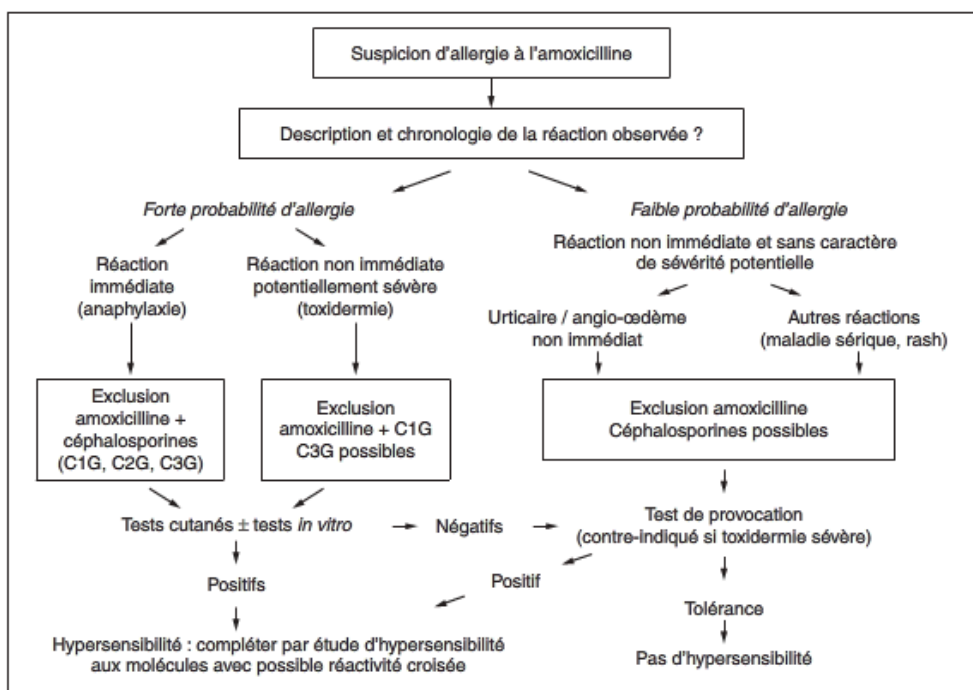 Suspicion d'allergie à l'amoxicilline
Description et chronologie de la réaction observée ?
Forte probabilité d'allergie
Faible probabilité d'allergie
Réaction
immédiate
(anaphylaxie)
Réaction non immédiate
potentiellement sévère
(toxidermie)
Réaction non immédiate et sans caractère
de sévérité potentielle
Urticaire / angio-œdème
non immédiat
Autres réactions
(maladie sérique, rash)
Exclusion
amoxicilline +
céphalosporines
(C1G, C2G, C3G)
Exclusion
amoxicilline + C1G
C3G possibles
Exclusion amoxicilline
Céphalosporines possibles
Tests cutanés ± tests in vitro
Négatifs
Test de provocation
(contre-indiqué si toxidermie sévère)
Positifs
Positif
Tolérance
Hypersensibilité : compléter par étude d'hypersensibilité
aux molécules avec possible réactivité croisée
Pas d'hypersensibilité